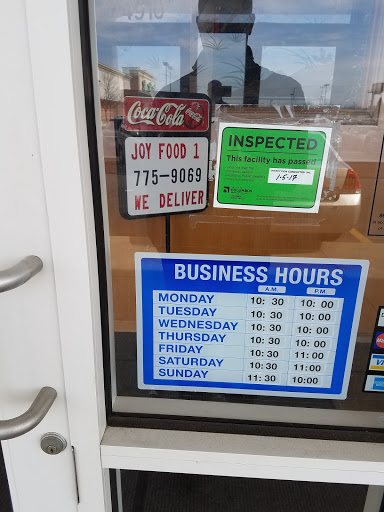 Coca-Cola
JOY FOOD 1
775-9069
WE DELIVER
INSPECTED
This facility has passed
1-5-17
COLUMBIA
BUSINESS HOURS
A.M. P.M.
MONDAY 10:30 10:00
TUESDAY 10:30 10:00
WEDNESDAY 10:30 10:00
THURSDAY 10:30 10:00
FRIDAY 10:30 11:00
SATURDAY 10:30 11:00
SUNDAY 11:30 10:00
VISA